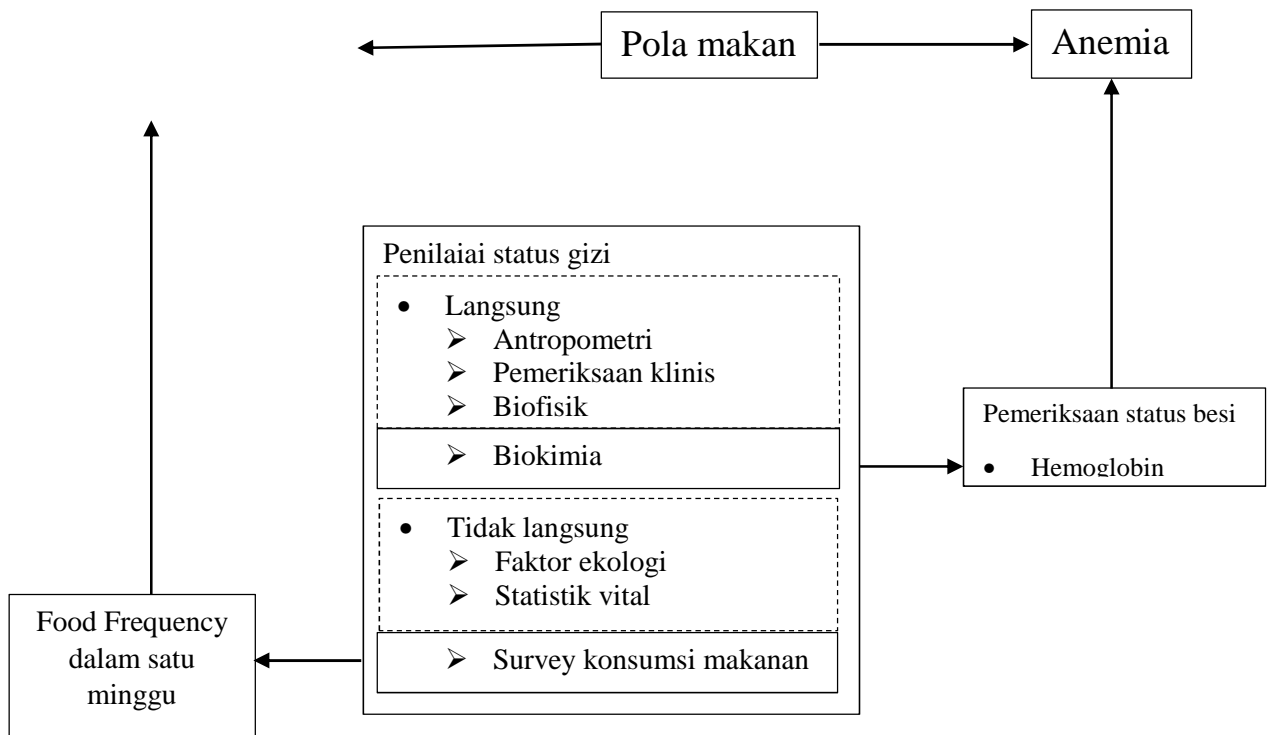 Pola makan
Anemia
Penilaiai status gizi
• Langsung
➢ Antropometri
➢ Pemeriksaan klinis
➢ Biofisik
➢ Biokimia
• Tidak langsung
➢ Faktor ekologi
➢ Statistik vital
➢ Survey konsumsi makanan
Pemeriksaan status besi
• Hemoglobin
Food Frequency
dalam satu
minggu